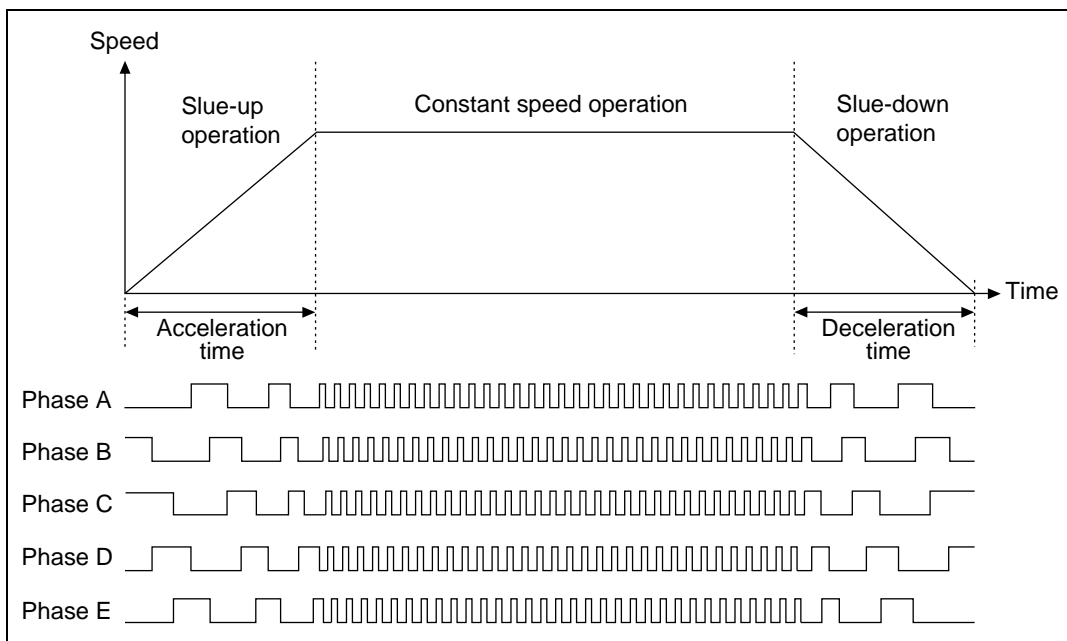 Speed
Slue-up
operation
Constant speed operation
Slue-down
operation
Time
Acceleration
time
Deceleration
time
Phase A
Phase B
Phase C
Phase D
Phase E